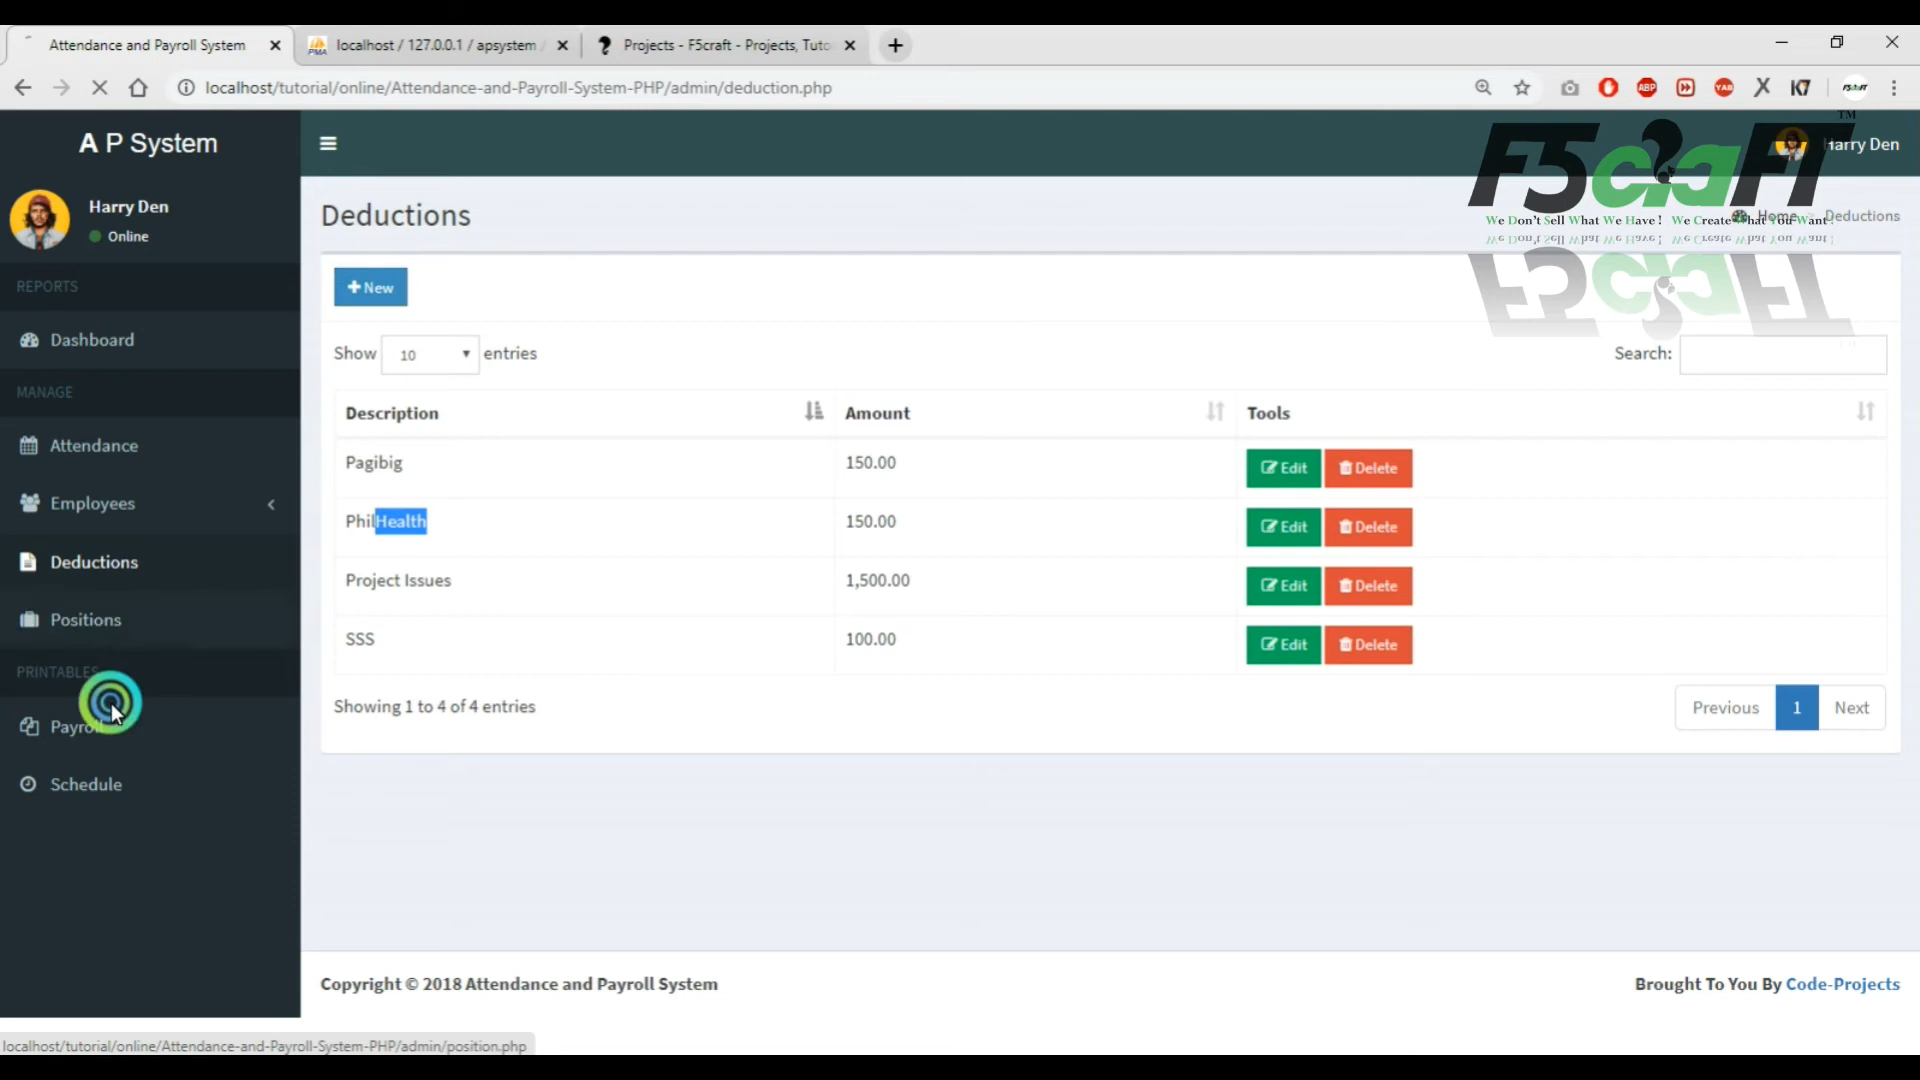 Attendance and Payroll System
localhost / 127.0.0.1 / apsystem /
Projects - F5craft - Projects, Tuto
localhost/tutorial/online/Attendance-and-Payroll-System-PHP/admin/deduction.php
ABP
YAB
K7
F5craft
A P System
Harry Den
TM
F5craFT
Harry Den
Online
Deductions
We Don't Sell What We Have ! We Create What You Want !
Home
Deductions
REPORTS
New
Dashboard
Show 10 entries
Search:
MANAGE
Description Amount Tools
Attendance
Pagibig 150.00 Edit Delete
Employees
PhilHealth 150.00 Edit Delete
Deductions
Project Issues 1,500.00 Edit Delete
Positions
SSS 100.00 Edit Delete
PRINTABLES
Showing 1 to 4 of 4 entries
Previous 1 Next
Payroll
Schedule
Copyright © 2018 Attendance and Payroll System
Brought To You By Code-Projects
localhost/tutorial/online/Attendance-and-Payroll-System-PHP/admin/position.php